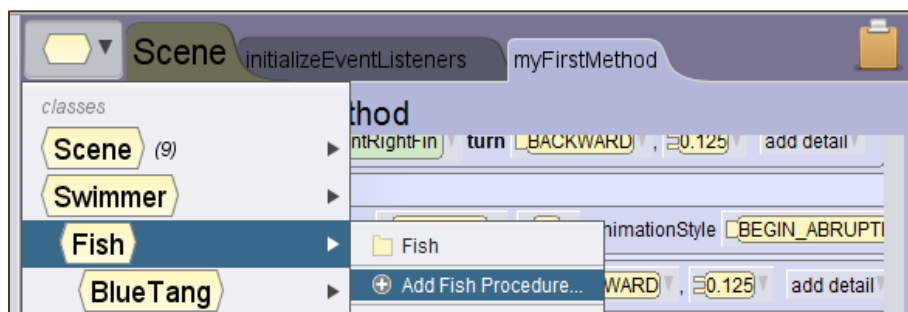 Scene initializeEventListeners myFirstMethod
classes
thod
Scene (9)
ntRightFin turn BACKWARD , 0.125 add detail
Swimmer
Fish
Fish
nimationStyle BEGIN_ABRUPT
BlueTang
Add Fish Procedure...
WARD , 0.125 add detail